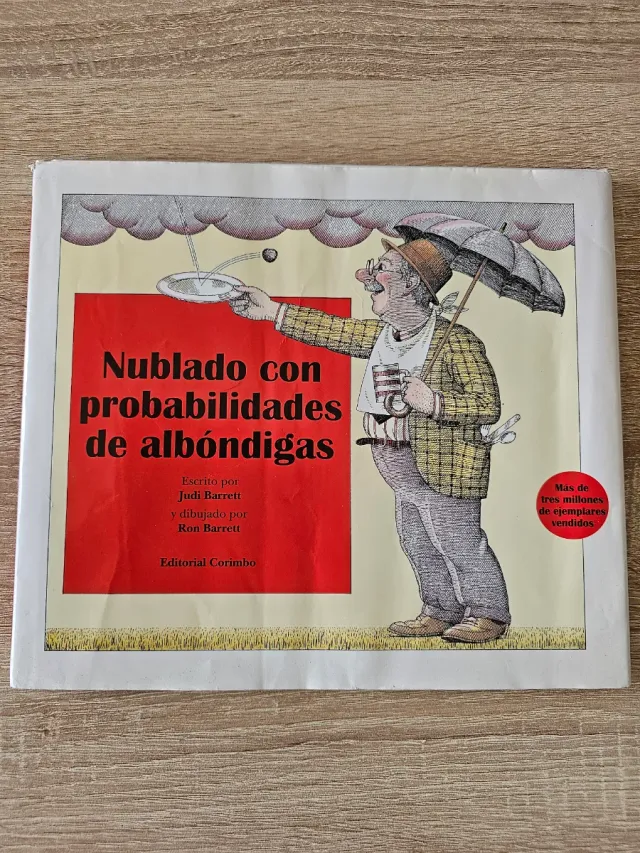 Nublado con
probabilidades
de albóndigas
Escrito por
Judi Barrett
y dibujado por
Ron Barrett
Editorial Corimbo
Más de
tres millones
de ejemplares
vendidos